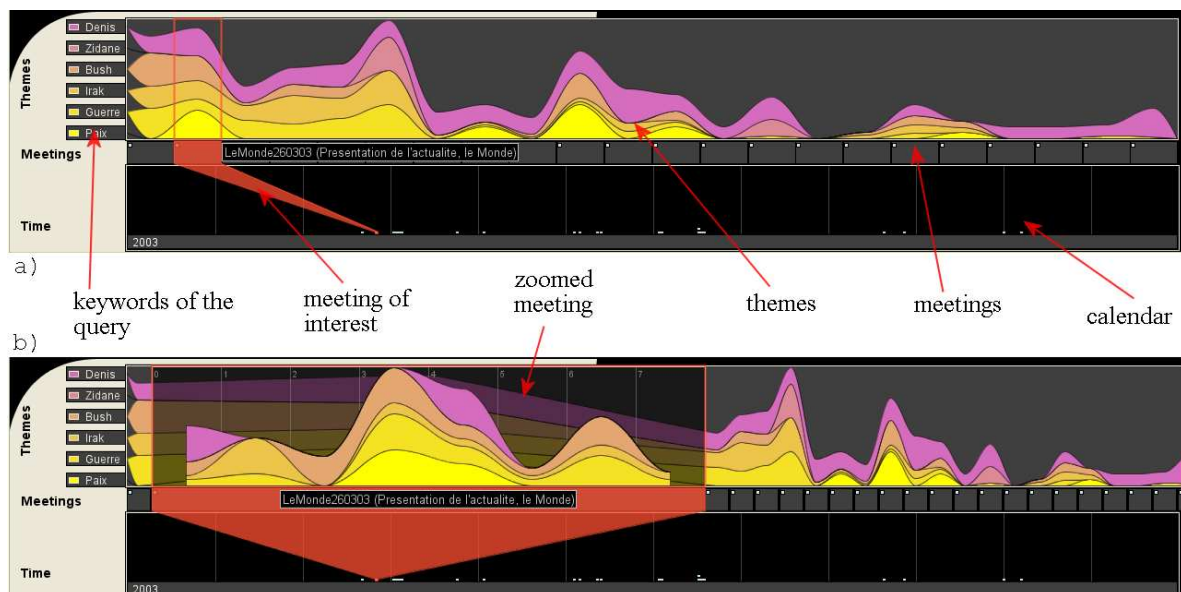 Denis
Zidane
Bush
Irak
Guerre
Paix
Themes
Meetings
LeMonde260303 (Presentation de l'actualite, le Monde)
Time
2003
a)
keywords of the
query
meeting of
interest
zoomed
meeting
themes
meetings
calendar
b)
0 1 2 3 4 5 6 7
Denis
Zidane
Bush
Irak
Guerre
Paix
Themes
Meetings
LeMonde260303 (Presentation de l'actualite, le Monde)
Time
2003